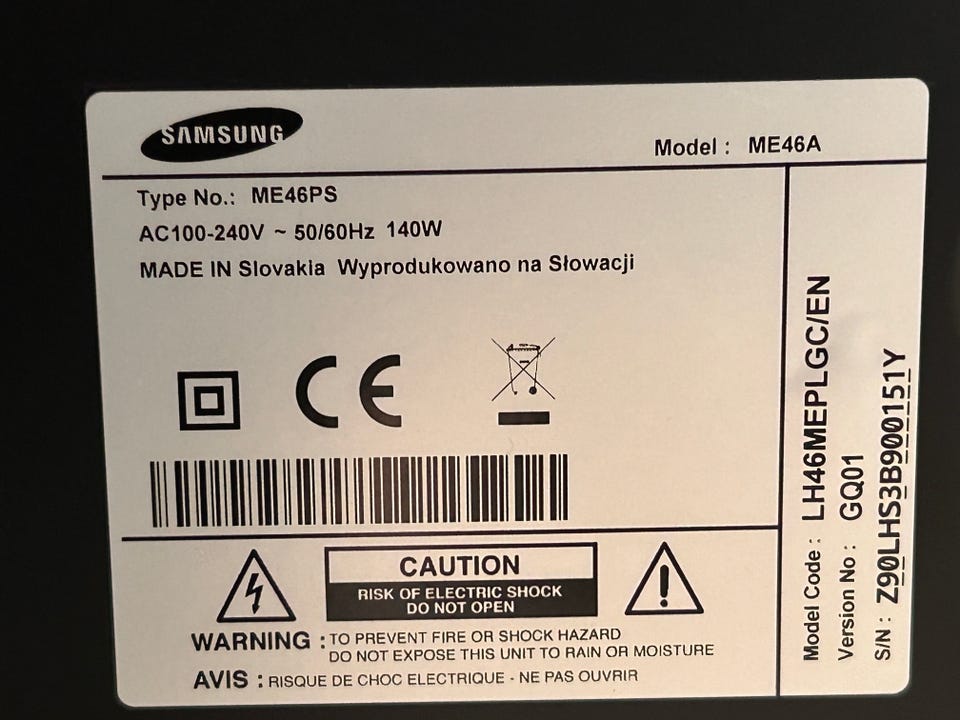 SAMSUNG
Model : ME46A
Type No.: ME46PS
AC100-240V ~ 50/60Hz 140W
MADE IN Slovakia Wyprodukowano na Słowacji
CE
CAUTION
RISK OF ELECTRIC SHOCK
DO NOT OPEN
WARNING : TO PREVENT FIRE OR SHOCK HAZARD
DO NOT EXPOSE THIS UNIT TO RAIN OR MOISTURE
AVIS : RISQUE DE CHOC ELECTRIQUE - NE PAS OUVRIR
Model Code : LH46MEPLGC/EN
Version No : GQ01
S/N : Z90LHS3B900151Y